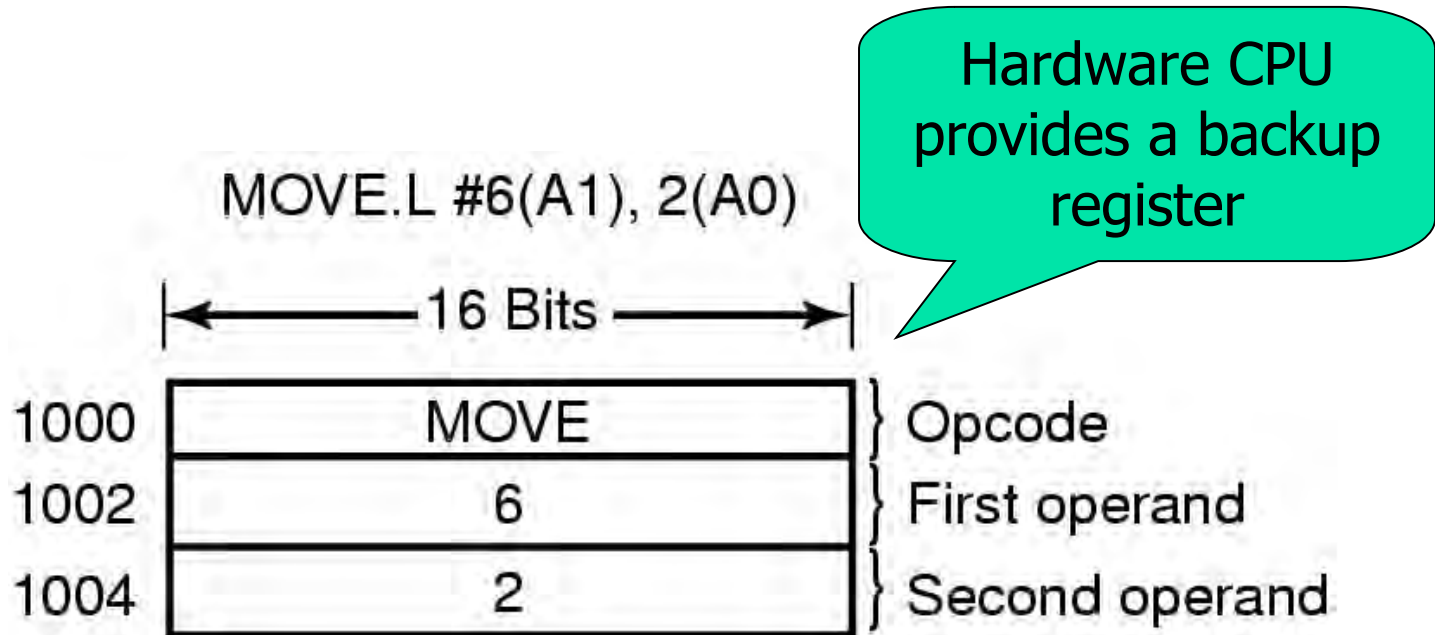 Hardware CPU
provides a backup
register
MOVE.L #6(A1), 2(A0)
16 Bits
1000 MOVE } Opcode
1002 6 } First operand
1004 2 } Second operand